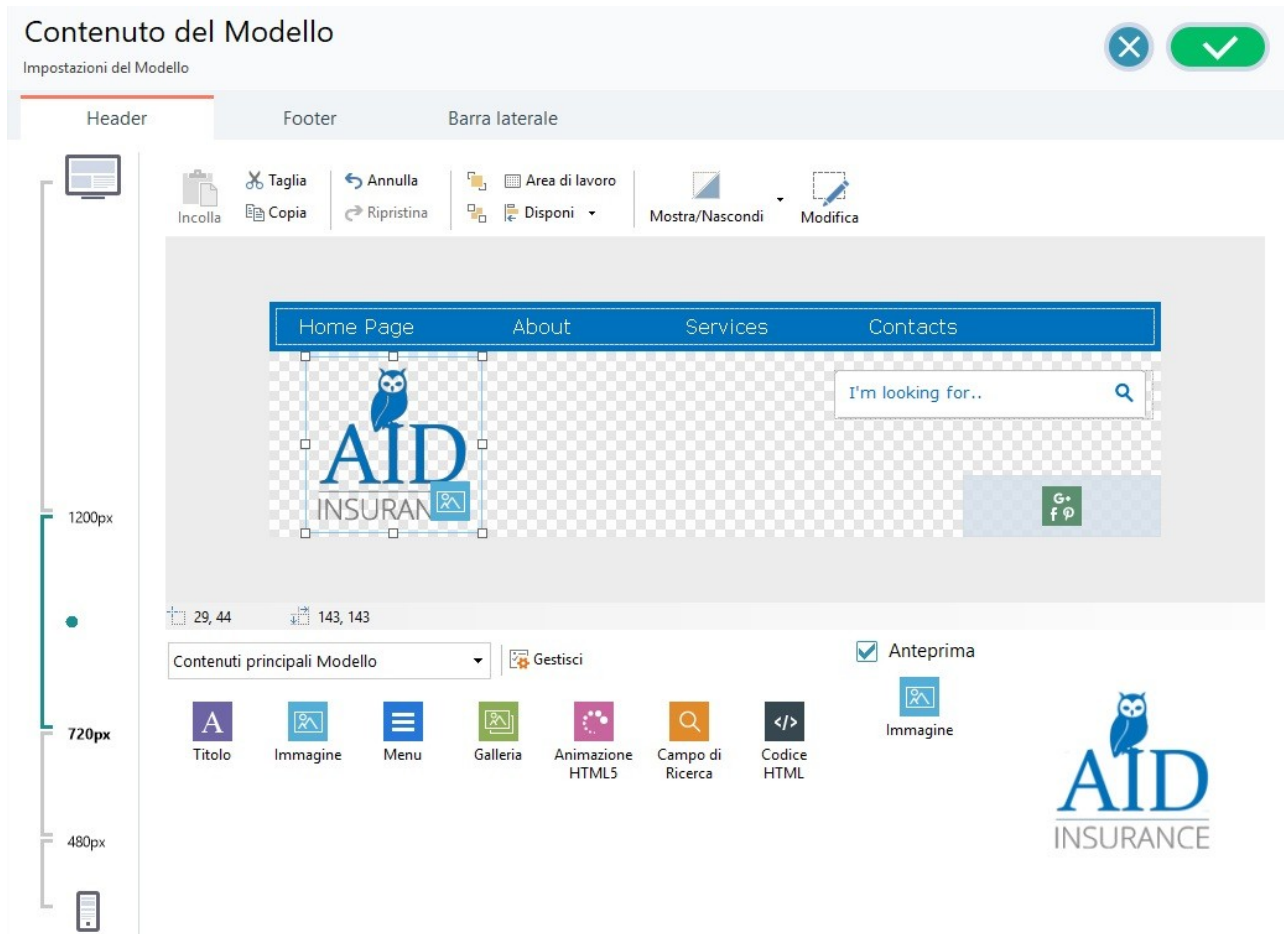 Contenuto del Modello
Impostazioni del Modello
Header Footer Barra laterale
Incolla
Taglia
Copia
Annulla
Ripristina
Area di lavoro
Disponi
Mostra/Nascondi
Modifica
Home Page About Services Contacts
I'm looking for..
AID
INSURAN
G+
f
1200px
720px
480px
29, 44 143, 143
Contenuti principali Modello
Gestisci
Anteprima
A
Titolo
Immagine
Menu
Galleria
Animazione
HTML5
Campo di
Ricerca
</>
Codice
HTML
Immagine
AID
INSURANCE